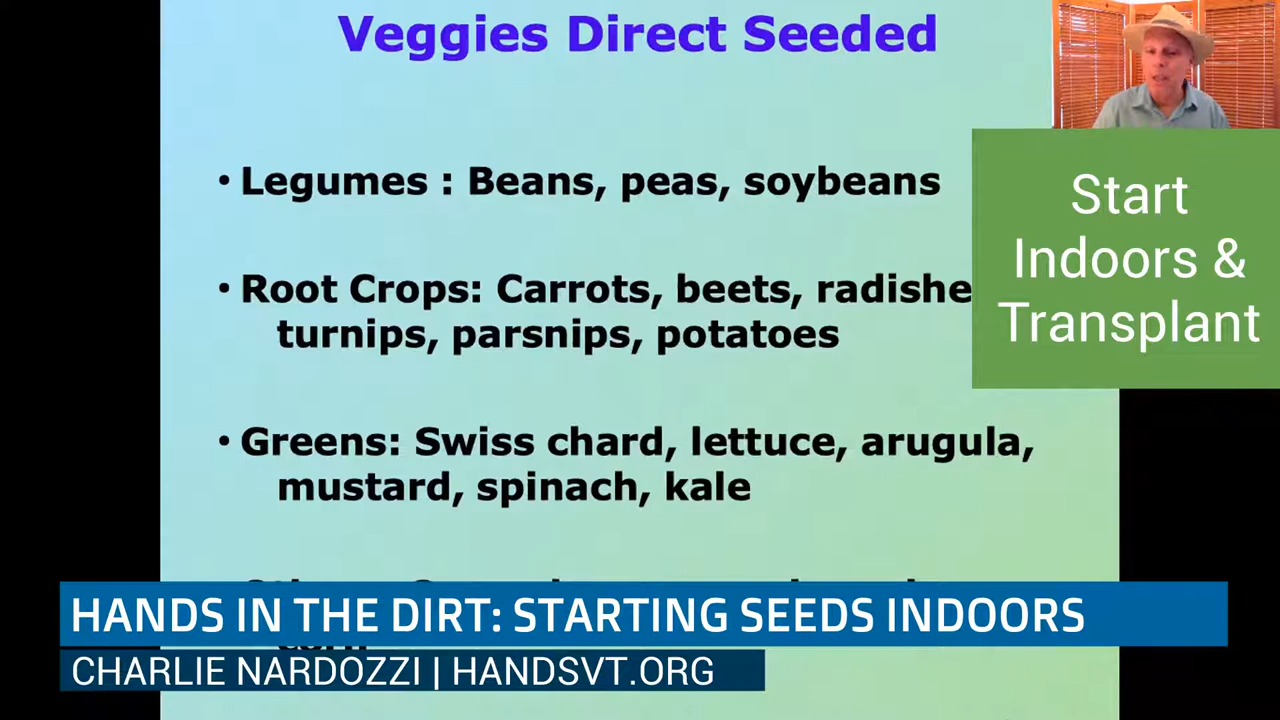 Veggies Direct Seeded
• Legumes : Beans, peas, soybeans
• Root Crops: Carrots, beets, radishe
turnips, parsnips, potatoes
• Greens: Swiss chard, lettuce, arugula,
mustard, spinach, kale
Start
Indoors &
Transplant
HANDS IN THE DIRT: STARTING SEEDS INDOORS
CHARLIE NARDOZZI | HANDSVT.ORG